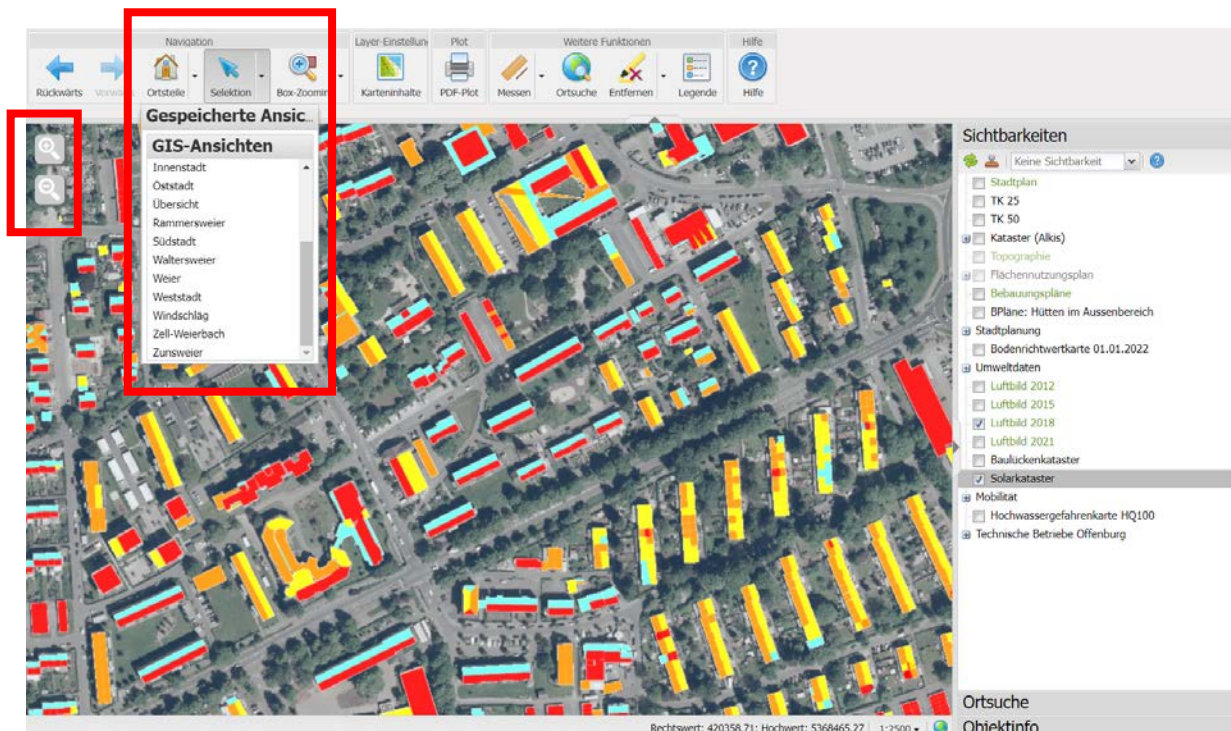 Navigation
Layer-Einstellun
Plot
Weitere Funktionen
Hilfe
Rückwärts
Vorwärts
Ortsteile
Selektion
Box-Zoomin
Karteninhalte
PDF-Plot
Messen
Ortsuche
Entfernen
Legende
Hilfe
Gespeicherte Ansic...
GIS-Ansichten
Innenstadt
Oststadt
Übersicht
Rammersweier
Südstadt
Waltersweier
Weier
Weststadt
Windschläg
Zell-Weierbach
Zunsweier
Sichtbarkeiten
Keine Sichtbarkeit
Stadtplan
TK 25
TK 50
Kataster (Alkis)
Topographie
Flächennutzungsplan
Bebauungspläne
BPläne: Hütten im Aussenbereich
Stadtplanung
Bodenrichtwertkarte 01.01.2022
Umweltdaten
Luftbild 2012
Luftbild 2015
Luftbild 2018
Luftbild 2021
Baulückenkataster
Solarkataster
Mobilität
Hochwassergefahrenkarte HQ100
Technische Betriebe Offenburg
Ortsuche
Objektinfo
Rechtswert: 420358.71; Hochwert: 5368465.27
1:2500